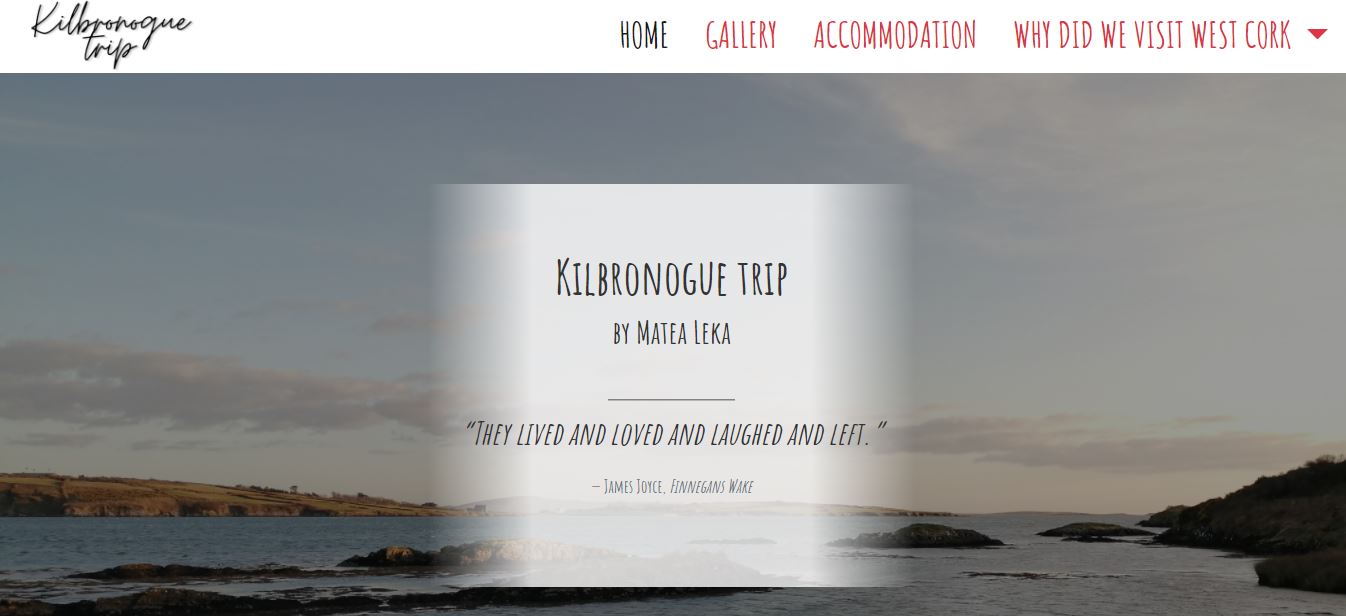 Kilbronogue
trip
HOME GALLERY ACCOMMODATION WHY DID WE VISIT WEST CORK
KILBRONOGUE TRIP
BY MATEA LEKA
“THEY LIVED AND LOVED AND LAUGHED AND LEFT. ”
– JAMES JOYCE, FINNEGANS WAKE